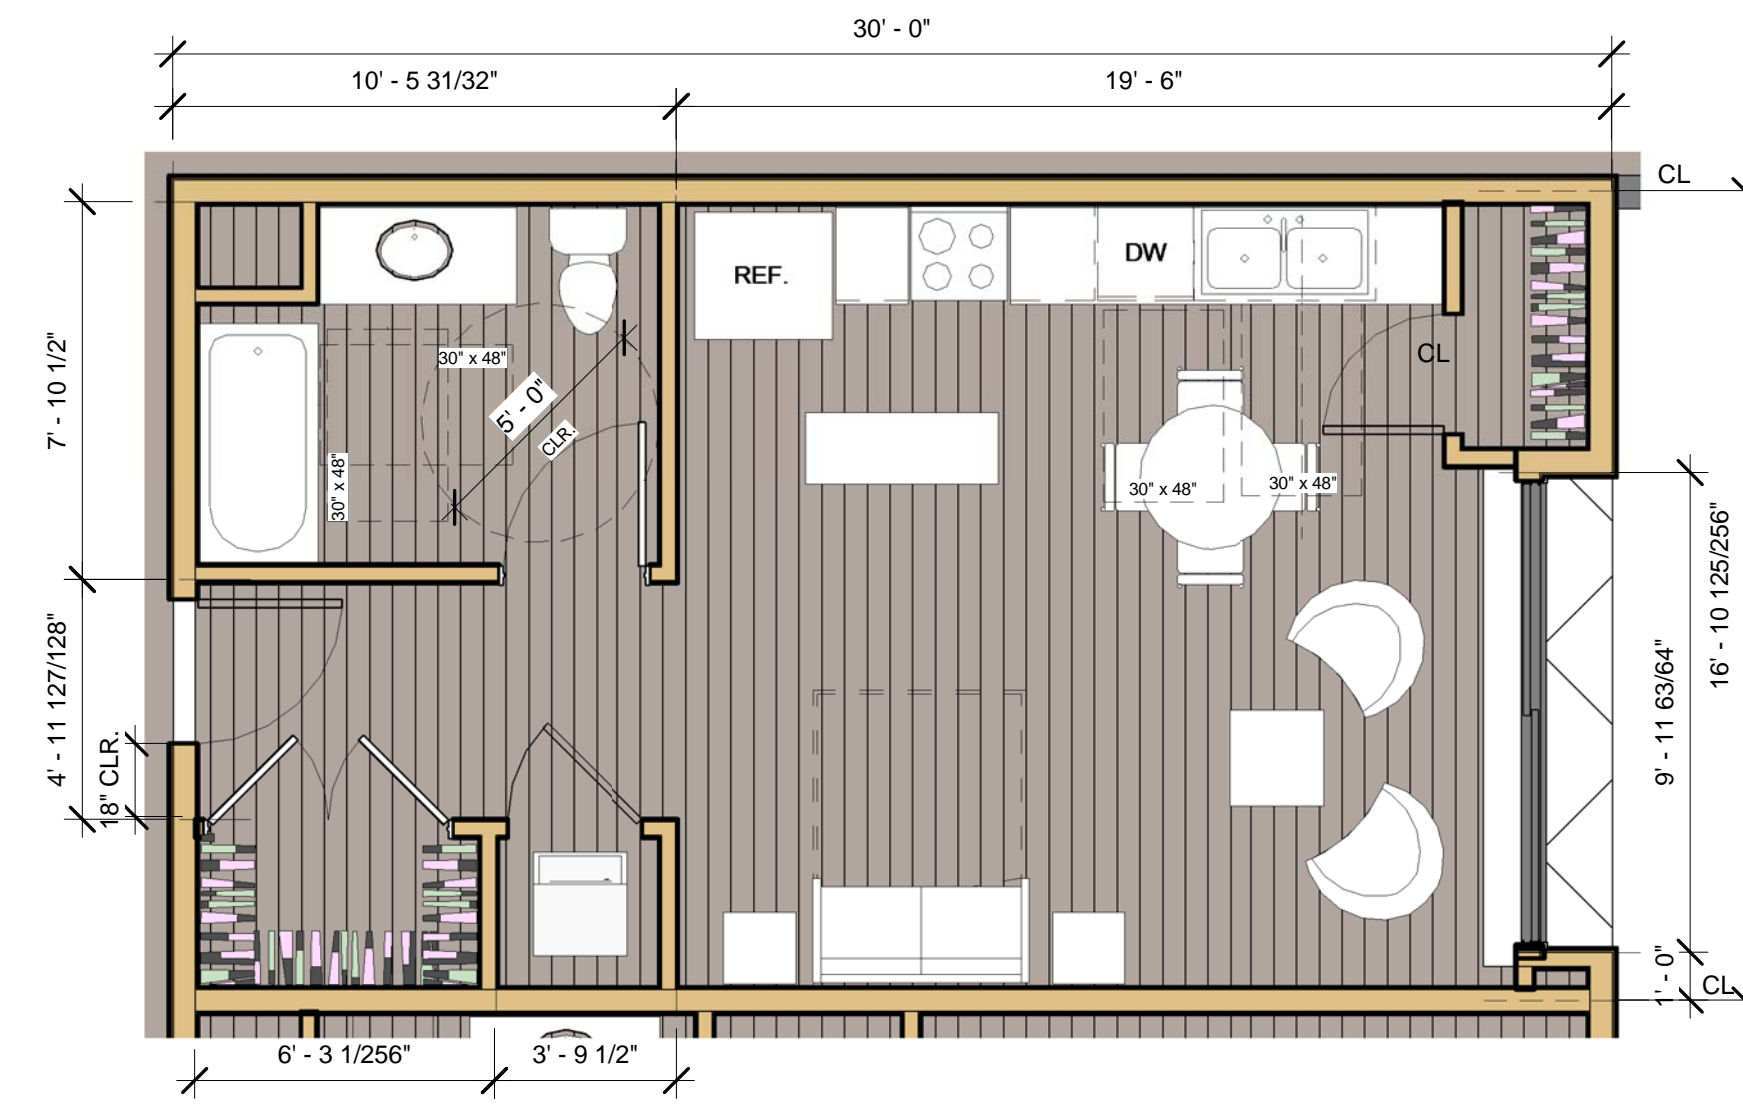 30' - 0"
10' - 5 31/32"
19' - 6"
CL
7' - 10 1/2"
REF.
DW
30" x 48"
CL
5' - 0"
CLR.
30" x 48"
30" x 48"
30" x 48"
16' - 10 125/256"
4' - 11 127/128"
9' - 11 63/64"
18" CLR.
1' - 0"
CL
6' - 3 1/256"
3' - 9 1/2"